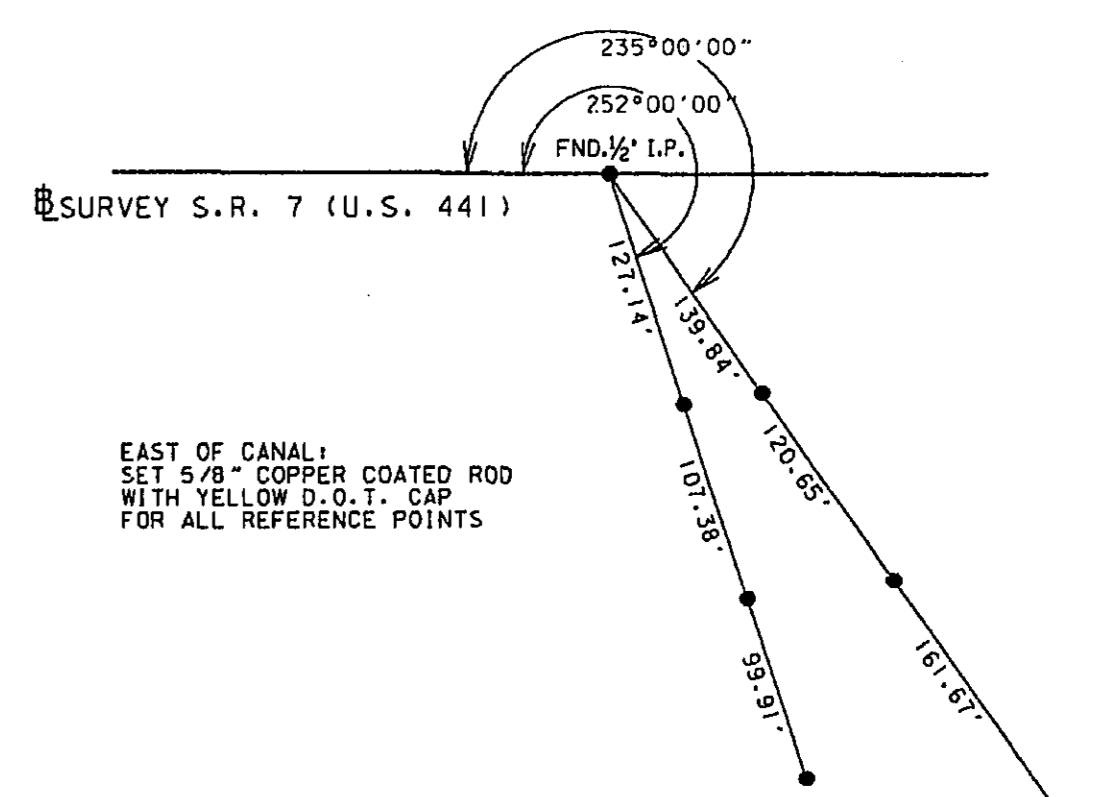 235°00'00"
252°00'00"
FND.½" I.P.
℄ SURVEY S.R. 7 (U.S. 441)
127.14'
139.84'
120.65'
107.38'
161.67'
99.91'
EAST OF CANAL:
SET 5/8" COPPER COATED ROD
WITH YELLOW D.O.T. CAP
FOR ALL REFERENCE POINTS